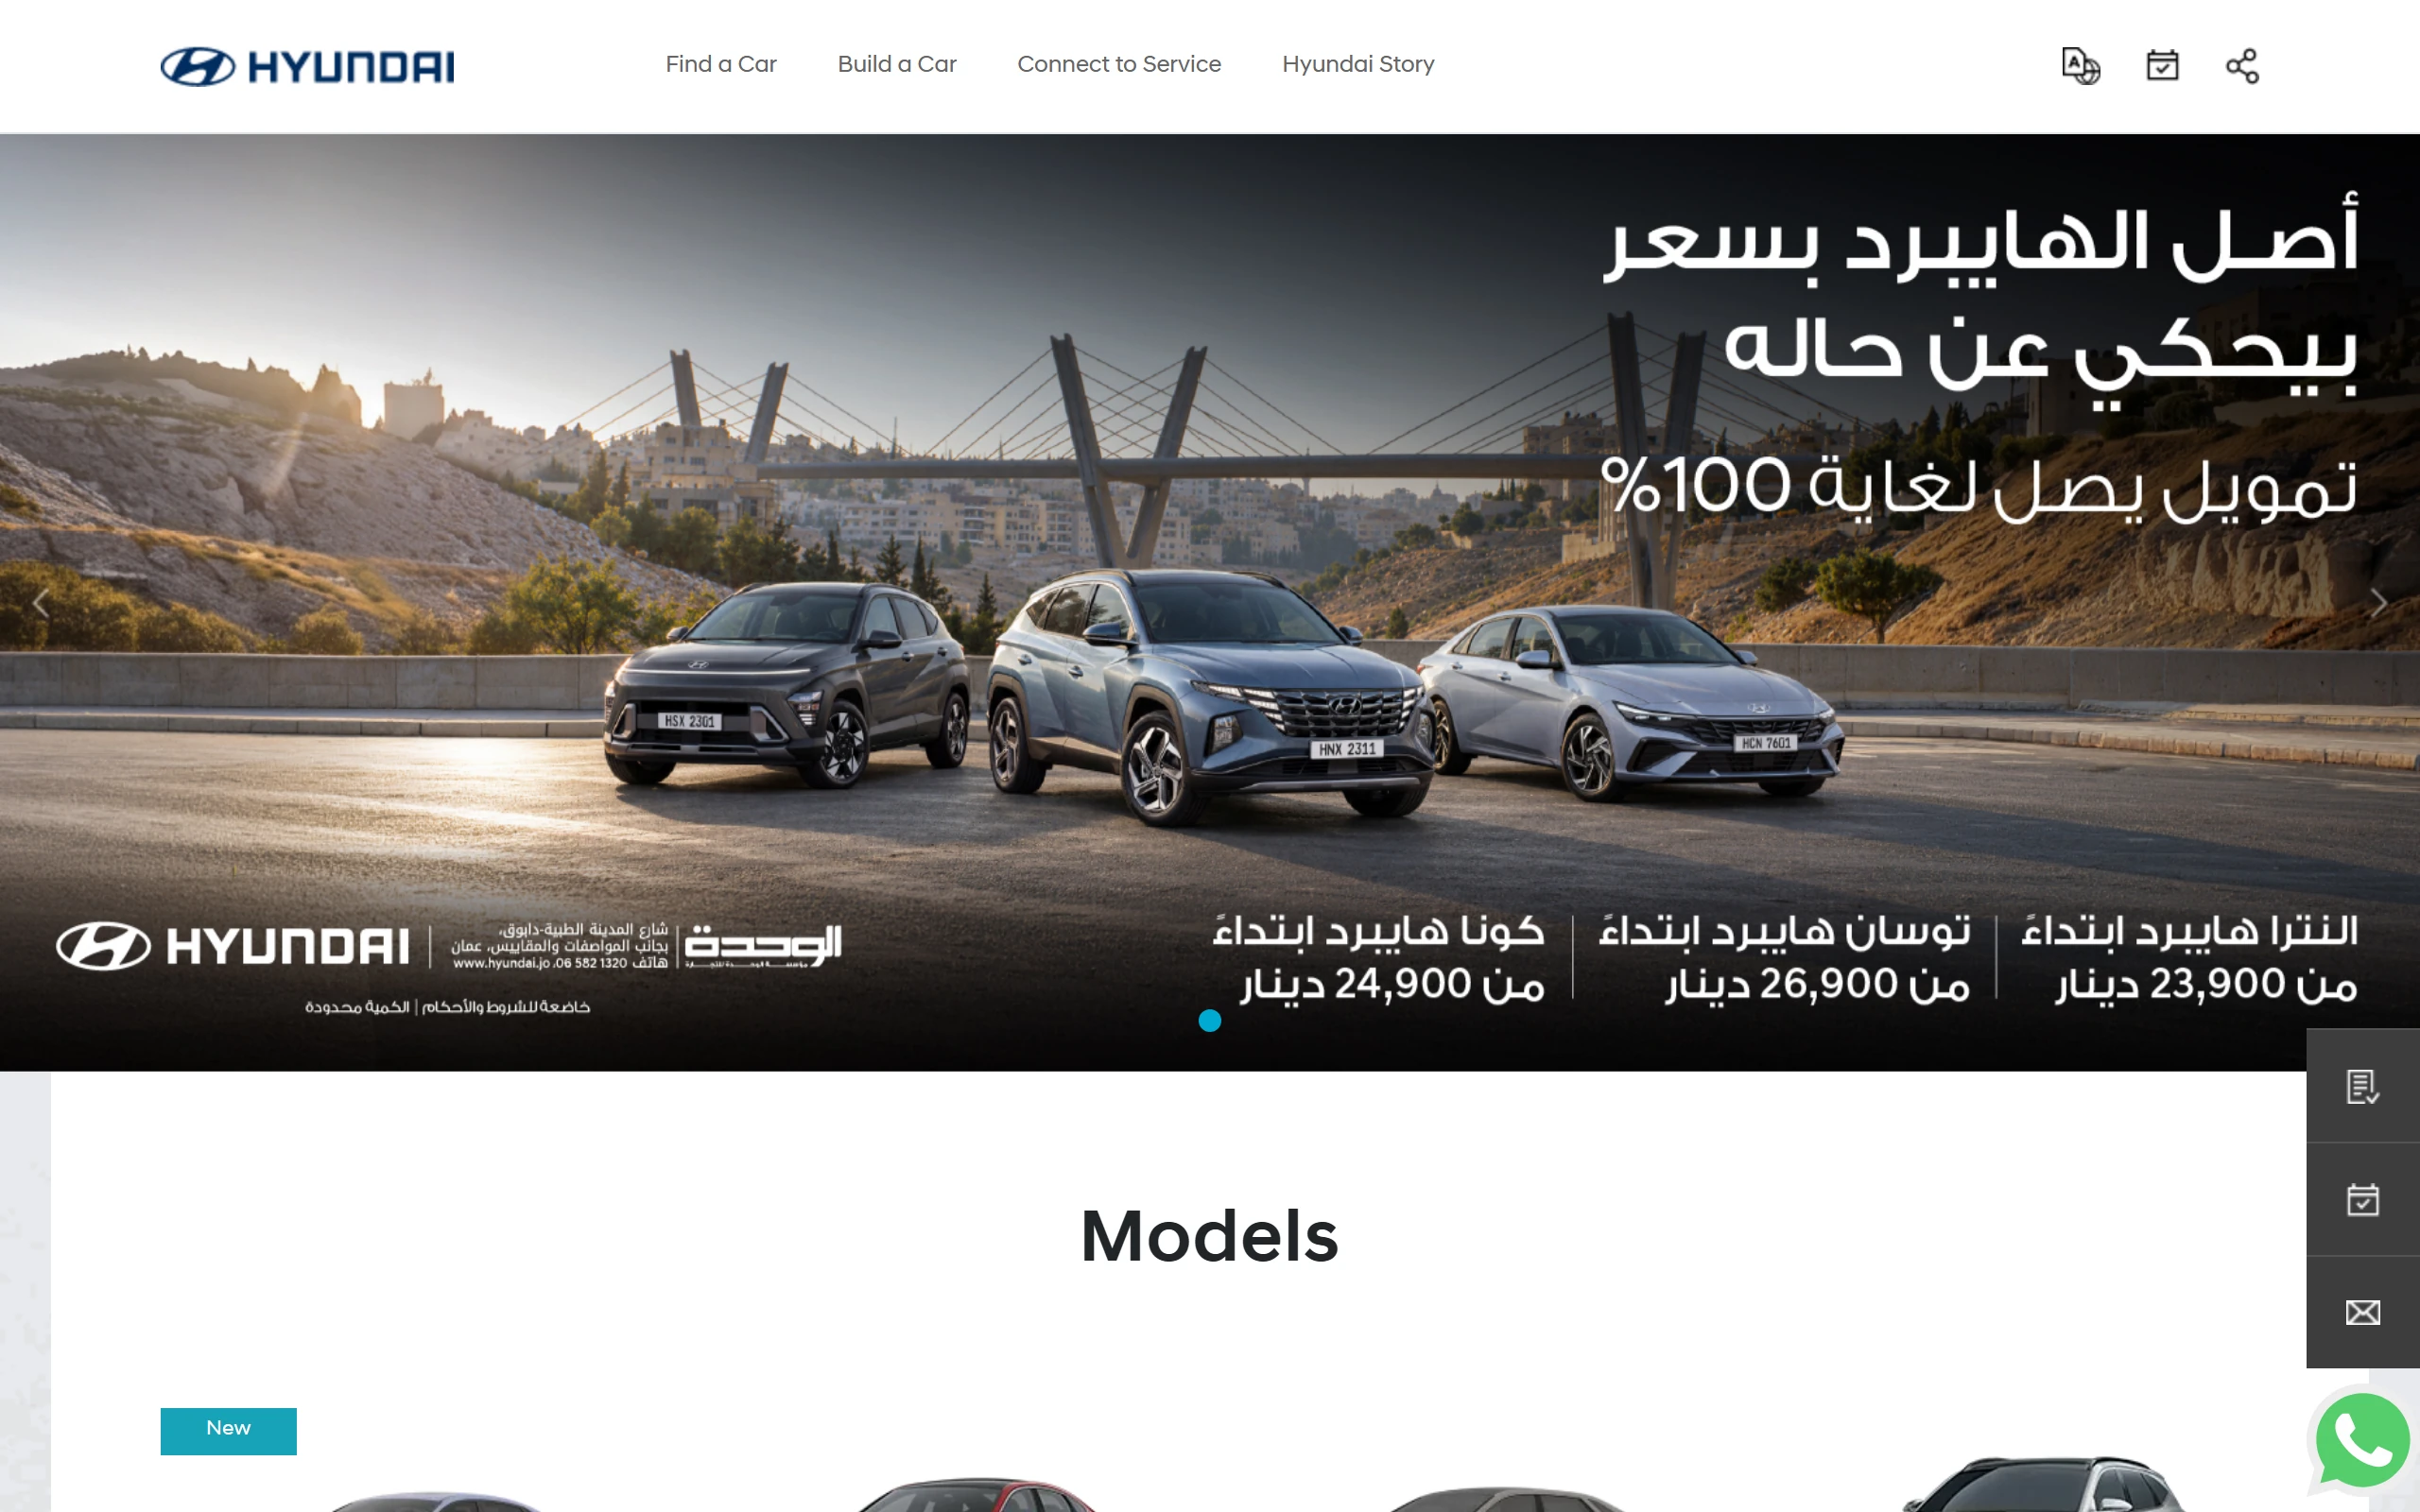 HYUNDAI
Find a Car
Build a Car
Connect to Service
Hyundai Story
أصل الهايبرد بسعر
بيحكي عن حاله
تمويل يصل لغاية 100%
HSX 2301
HNX 2311
HCN 7601
النترا هايبرد ابتداءً
من 23,900 دينار
توسان هايبرد ابتداءً
من 26,900 دينار
كونا هايبرد ابتداءً
من 24,900 دينار
الوحدة
شارع المدينة الطبية-دابوق،
بجانب المواصفات والمقاييس، عمان
هاتف 06 582 1320، www.hyundai.jo
HYUNDAI
خاضعة للشروط والأحكام | الكمية محدودة
Models
New